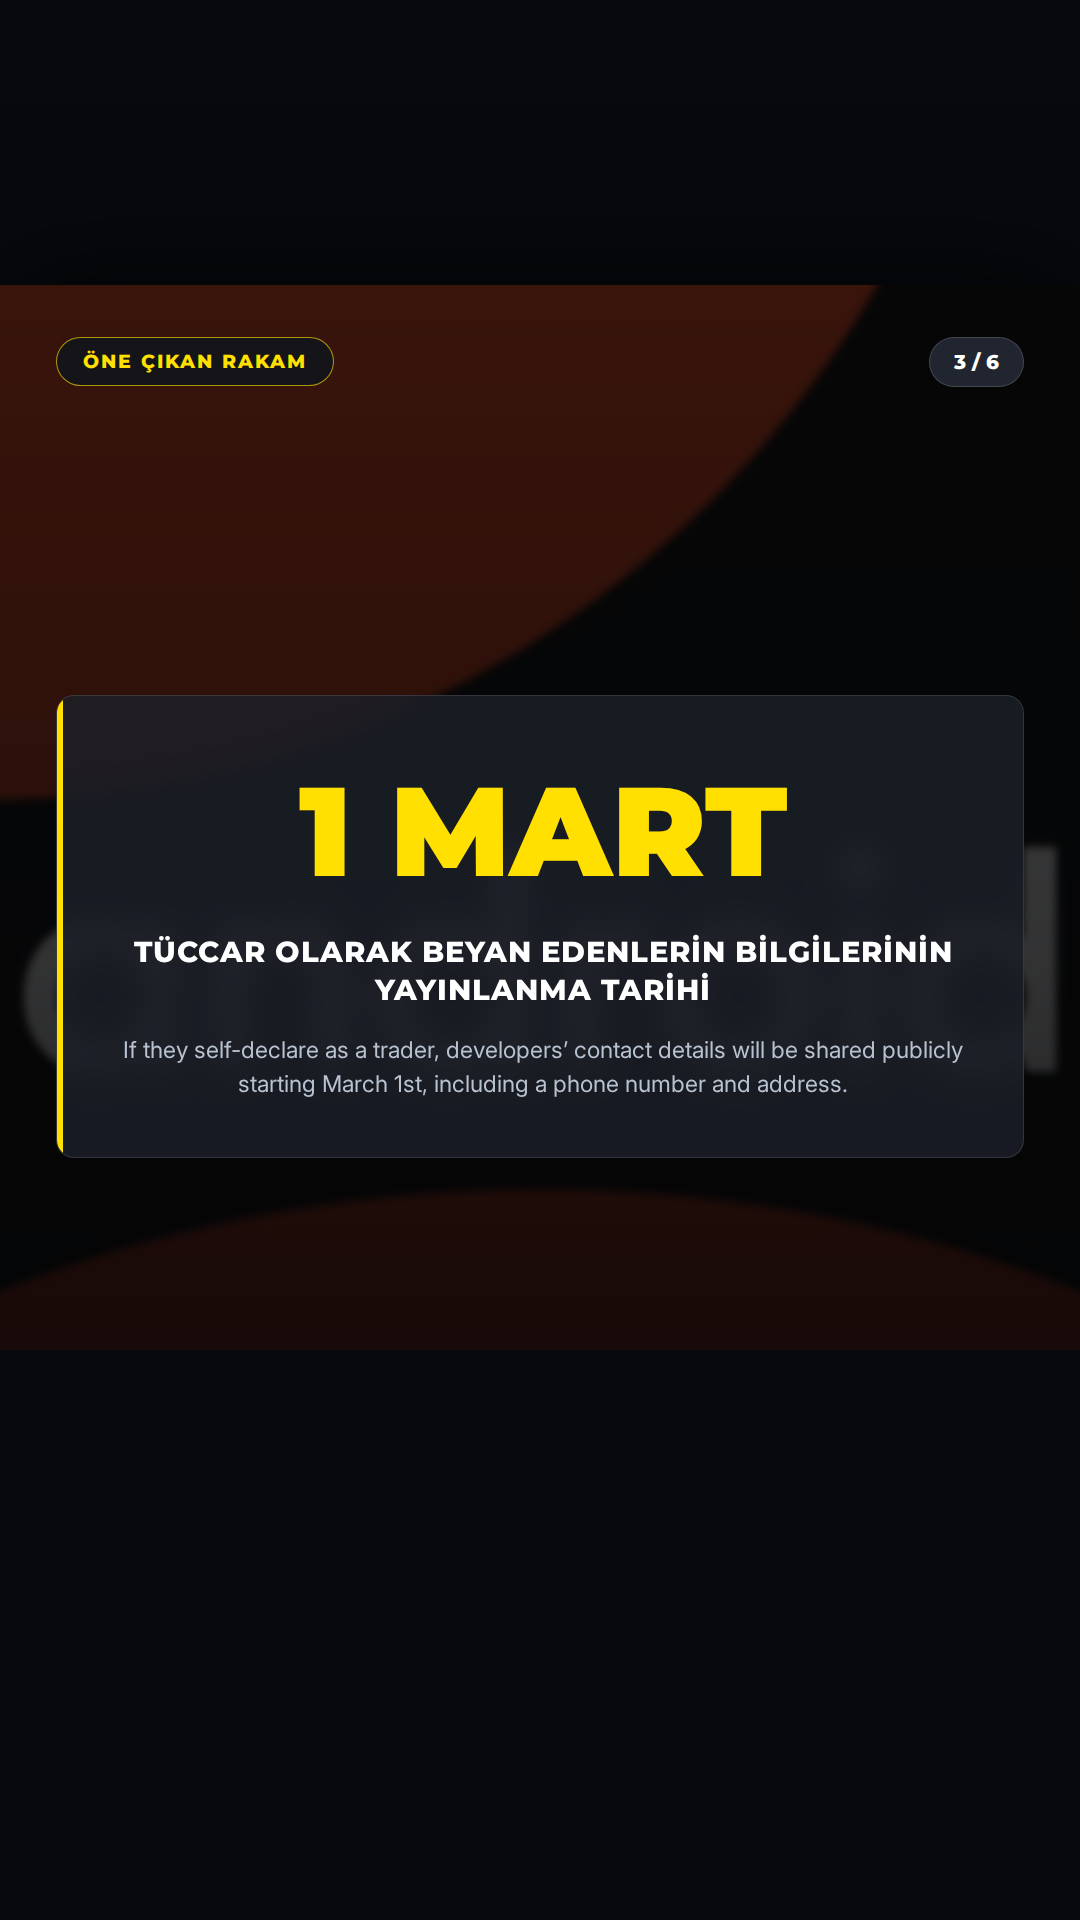 ÖNE ÇIKAN RAKAM
3 / 6
1 MART
TÜCCAR OLARAK BEYAN EDENLERİN BİLGİLERİNİN
YAYINLANMA TARİHİ
If they self-declare as a trader, developers’ contact details will be shared publicly
starting March 1st, including a phone number and address.